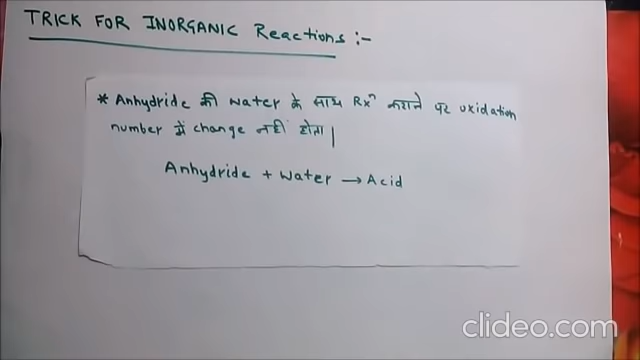 TRICK FOR INORGANIC Reactions :-
* Anhydride की water के साथ Rxⁿ कराने पर oxidation
number में change नही होता |
Anhydride + water → Acid
clideo.com